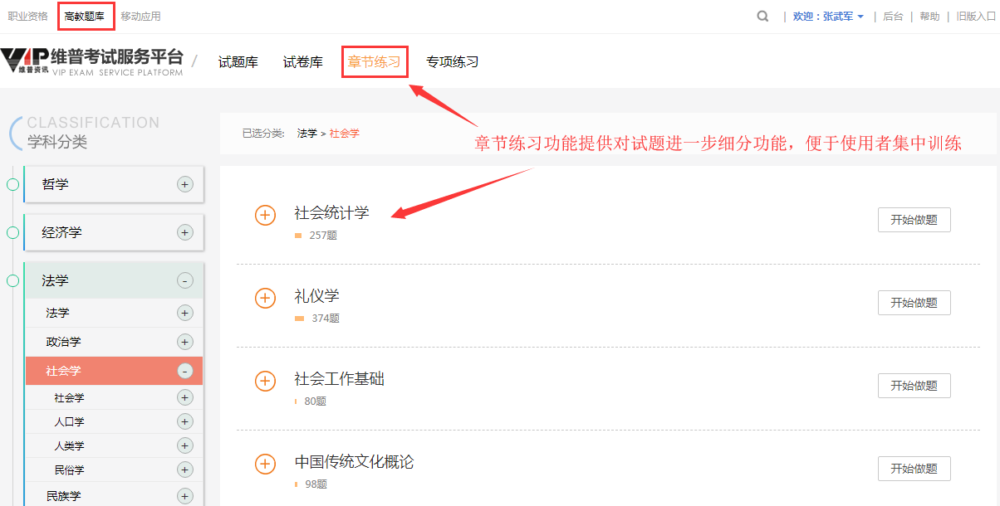 职业资格 高教题库 移动应用 | 欢迎：张武军 | 后台 | 帮助 | 旧版入口
VIP 维普资讯 维普考试服务平台 / 试题库 试卷库 章节练习 专项练习
VIP EXAM SERVICE PLATFORM
CLASSIFICATION
学科分类
已选分类: 法学 > 社会学
章节练习功能提供对试题进一步细分功能，便于使用者集中训练
哲学
经济学
法学
法学
政治学
社会学
社会学
人口学
人类学
民俗学
民族学
社会统计学
257题
开始做题
礼仪学
374题
开始做题
社会工作基础
80题
开始做题
中国传统文化概论
98题
开始做题